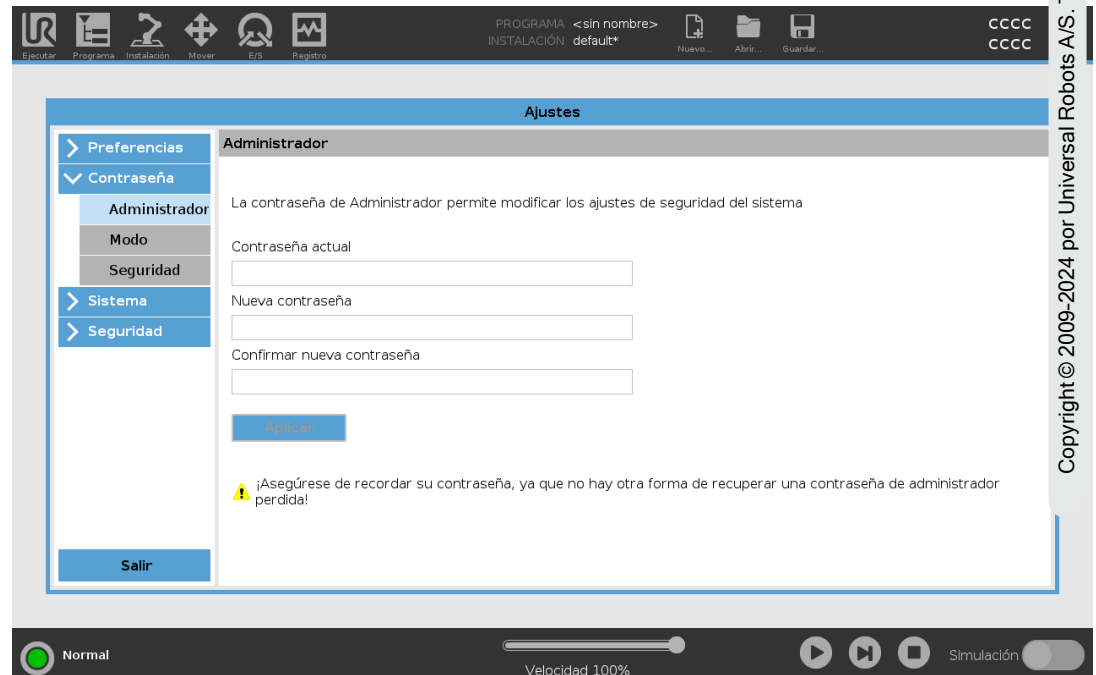 PROGRAMA <sin nombre>
INSTALACIÓN default*
CCCC
CCCC
Ejecutar Programa Instalación Mover E/S Registro
Nuevo... Abrir... Guardar...
Ajustes
Preferencias
Contraseña
Administrador
Modo
Seguridad
Sistema
Seguridad
Salir
Administrador
La contraseña de Administrador permite modificar los ajustes de seguridad del sistema
Contraseña actual
Nueva contraseña
Confirmar nueva contraseña
Aplicar
¡Asegúrese de recordar su contraseña, ya que no hay otra forma de recuperar una contraseña de administrador
perdida!
Normal
Velocidad 100%
Simulación
Copyright © 2009-2024 por Universal Robots A/S.